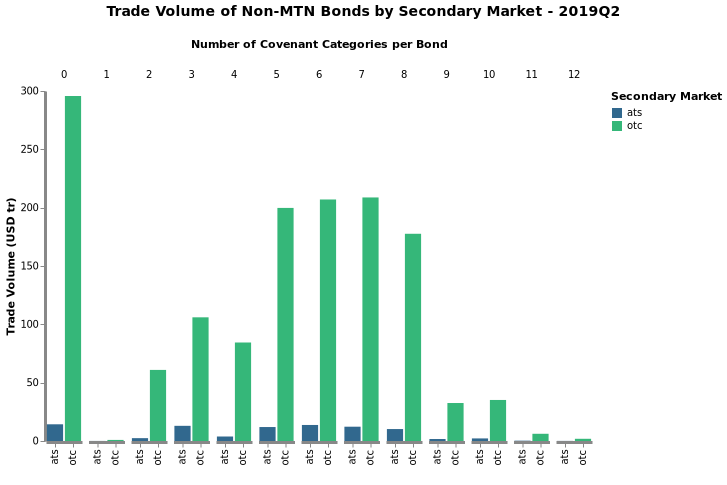 Trade Volume of Non-MTN Bonds by Secondary Market - 2019Q2
Number of Covenant Categories per Bond
0 1 2 3 4 5 6 7 8 9 10 11 12
Secondary Market
ats
otc
Trade Volume (USD tr)
300
250
200
150
100
50
0
ats otc ats otc ats otc ats otc ats otc ats otc ats otc ats otc ats otc ats otc ats otc ats otc ats otc